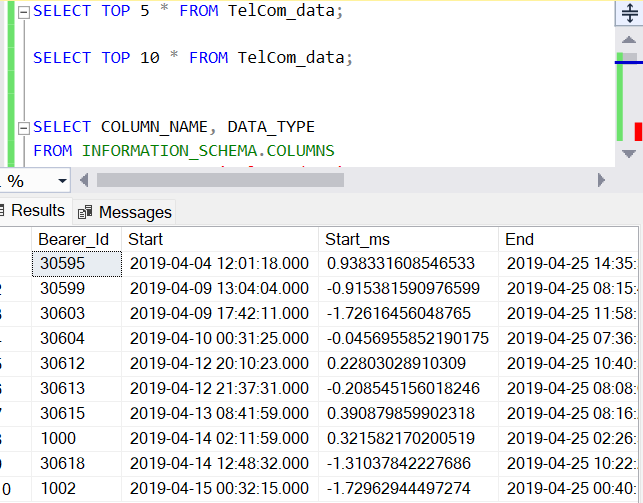 SELECT TOP 5 * FROM TelCom_data;
SELECT TOP 10 * FROM TelCom_data;
SELECT COLUMN_NAME, DATA_TYPE
FROM INFORMATION_SCHEMA.COLUMNS
%
Results Messages
Bearer_Id Start Start_ms End
30595 2019-04-04 12:01:18.000 0.938331608546533 2019-04-25 14:35:
2 30599 2019-04-09 13:04:04.000 -0.915381590976599 2019-04-25 08:15:
3 30603 2019-04-09 17:42:11.000 -1.72616456048765 2019-04-25 11:58:
4 30604 2019-04-10 00:31:25.000 -0.0456955852190175 2019-04-25 07:36:
5 30612 2019-04-12 20:10:23.000 0.22803028910309 2019-04-25 10:40:
6 30613 2019-04-12 21:37:31.000 -0.208545156018246 2019-04-25 08:08:
7 30615 2019-04-13 08:41:59.000 0.390879859902318 2019-04-25 08:16:
8 1000 2019-04-14 02:11:59.000 0.321582170200519 2019-04-25 02:26:
9 30618 2019-04-14 12:48:32.000 -1.31037842227686 2019-04-25 10:22:
10 1002 2019-04-15 00:32:15.000 -1.72962944497274 2019-04-25 00:40: